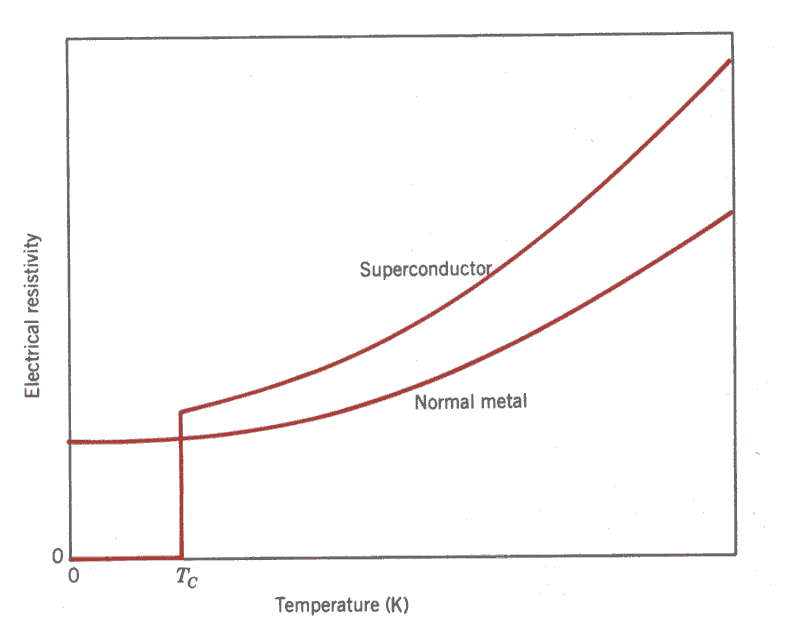 Electrical resistivity
Superconductor
Normal metal
0
0
T_C
Temperature (K)